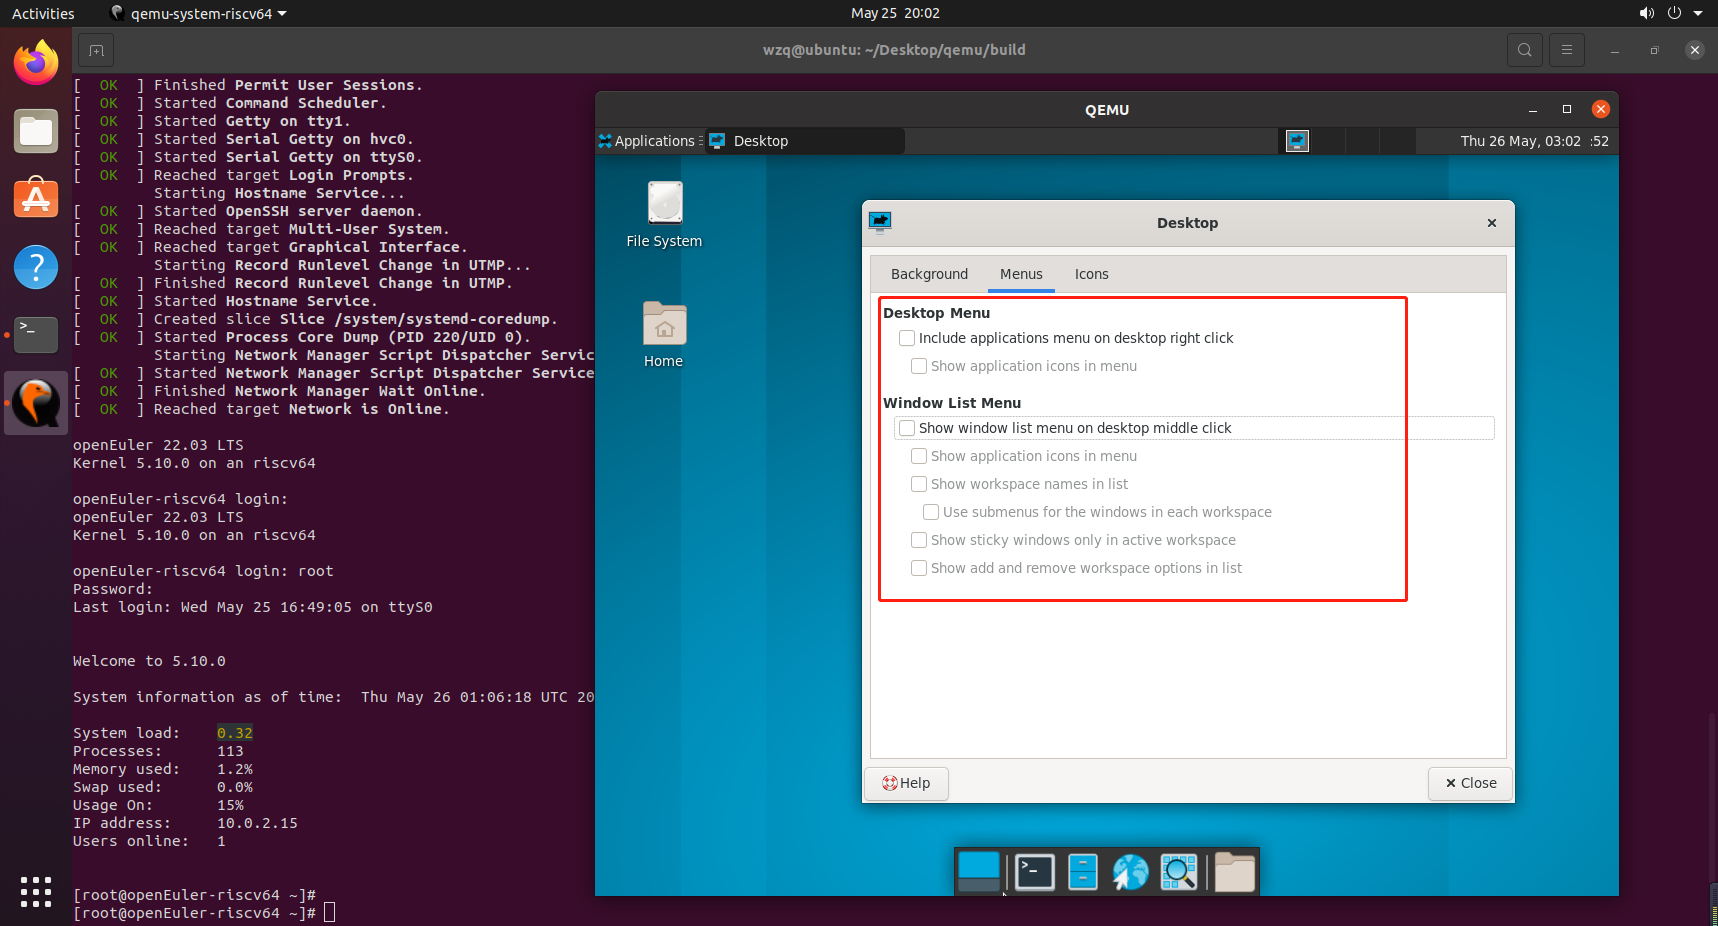 Activities
qemu-system-riscv64
May 25 20:02
wzq@ubuntu: ~/Desktop/qemu/build
[ OK ] Finished Permit User Sessions.
[ OK ] Started Command Scheduler.
[ OK ] Started Getty on tty1.
[ OK ] Started Serial Getty on hvc0.
[ OK ] Started Serial Getty on ttyS0.
[ OK ] Reached target Login Prompts.
Starting Hostname Service...
[ OK ] Started OpenSSH server daemon.
[ OK ] Reached target Multi-User System.
[ OK ] Reached target Graphical Interface.
Starting Record Runlevel Change in UTMP...
[ OK ] Finished Record Runlevel Change in UTMP.
[ OK ] Started Hostname Service.
[ OK ] Created slice Slice /system/systemd-coredump.
[ OK ] Started Process Core Dump (PID 220/UID 0).
Starting Network Manager Script Dispatcher Servic
[ OK ] Started Network Manager Script Dispatcher Service
[ OK ] Finished Network Manager Wait Online.
[ OK ] Reached target Network is Online.
openEuler 22.03 LTS
Kernel 5.10.0 on an riscv64
openEuler-riscv64 login:
openEuler 22.03 LTS
Kernel 5.10.0 on an riscv64
openEuler-riscv64 login: root
Password:
Last login: Wed May 25 16:49:05 on ttyS0
Welcome to 5.10.0
System information as of time: Thu May 26 01:06:18 UTC 20
System load: 0.32
Processes: 113
Memory used: 1.2%
Swap used: 0.0%
Usage On: 15%
IP address: 10.0.2.15
Users online: 1
[root@openEuler-riscv64 ~]#
[root@openEuler-riscv64 ~]#
QEMU
Applications
Desktop
Thu 26 May, 03:02 :52
File System
Home
Desktop
Background
Menus
Icons
Desktop Menu
Include applications menu on desktop right click
Show application icons in menu
Window List Menu
Show window list menu on desktop middle click
Show application icons in menu
Show workspace names in list
Use submenus for the windows in each workspace
Show sticky windows only in active workspace
Show add and remove workspace options in list
Help
Close